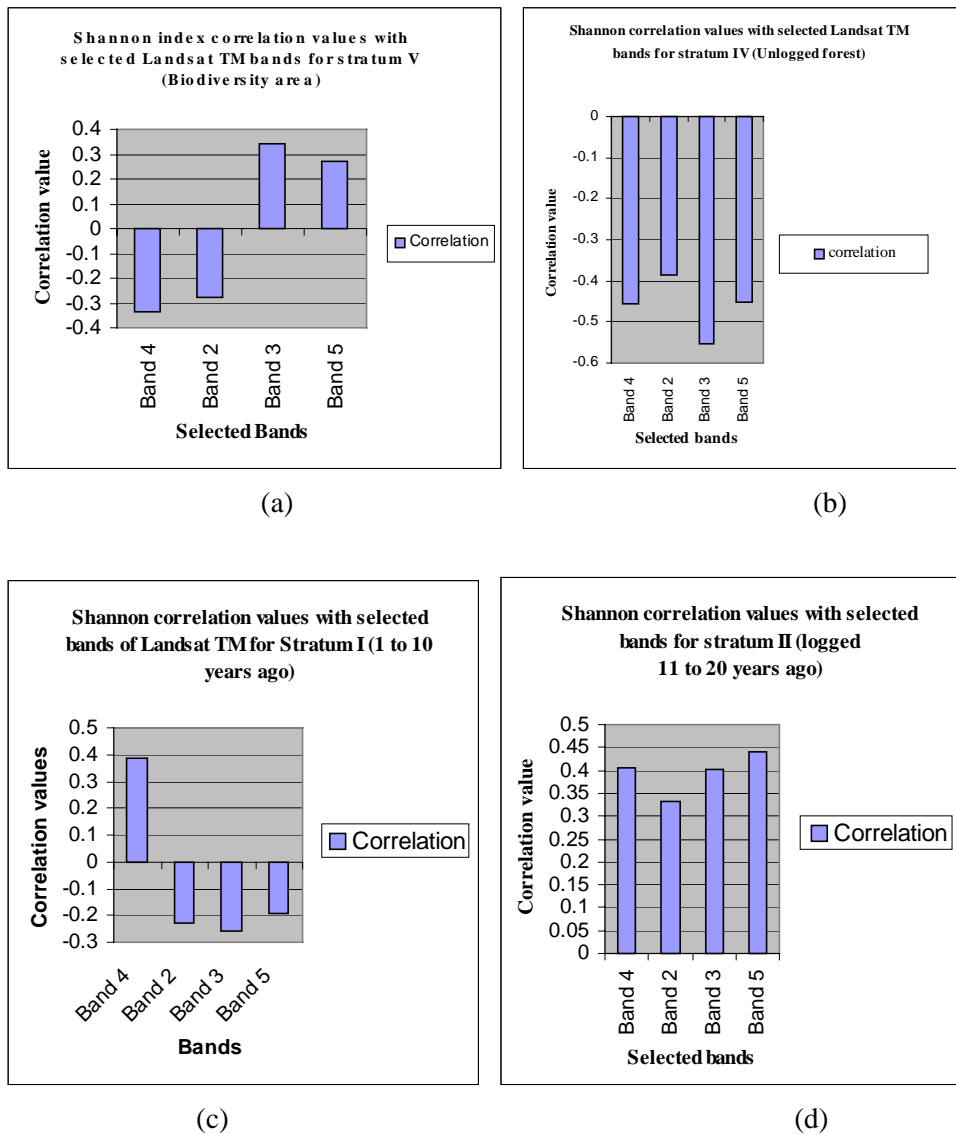 Shannon index correlation values with
selected Landsat TM bands for stratum V
(Biodiversity area)
Correlation value
0.4
0.3
0.2
0.1
0
-0.1
-0.2
-0.3
-0.4
Band 4
Band 2
Band 3
Band 5
Selected Bands
Correlation
(a)
Shannon correlation values with selected Landsat TM
bands for stratum IV (Unlogged forest)
Correlation value
0
-0.1
-0.2
-0.3
-0.4
-0.5
-0.6
Band 4
Band 2
Band 3
Band 5
Selected bands
correlation
(b)
Shannon correlation values with selected
bands of Landsat TM for Stratum I (1 to 10
years ago)
Correlation values
0.5
0.4
0.3
0.2
0.1
0
-0.1
-0.2
-0.3
Band 4
Band 2
Band 3
Band 5
Bands
Correlation
(c)
Shannon correlation values with selected
bands for stratum II (logged
11 to 20 years ago)
Correlation value
0.5
0.45
0.4
0.35
0.3
0.25
0.2
0.15
0.1
0.05
0
Band 4
Band 2
Band 3
Band 5
Selected bands
Correlation
(d)